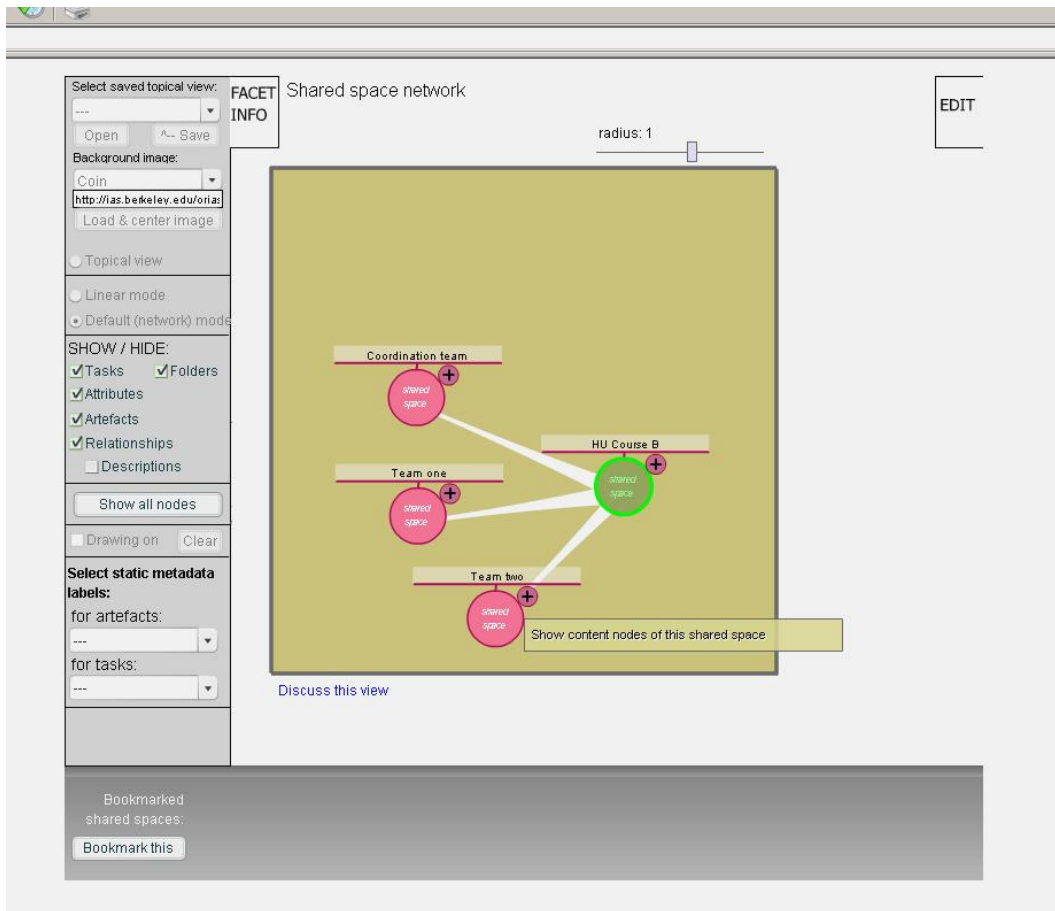 Select saved topical view:
---
Open
^-- Save
Background image:
Coin
http://ias.berkeley.edu/orias
Load & center image
Topical view
Linear mode
Default (network) mode
SHOW / HIDE:
Tasks
Folders
Attributes
Artefacts
Relationships
Descriptions
Show all nodes
Drawing on
Clear
Select static metadata
labels:
for artefacts:
---
for tasks:
---
FACET
INFO
Shared space network
EDIT
radius: 1
Coordination team
shared
space
HU Course B
shared
space
Team one
shared
space
Team two
shared
space
Show content nodes of this shared space
Discuss this view
Bookmarked
shared spaces:
Bookmark this